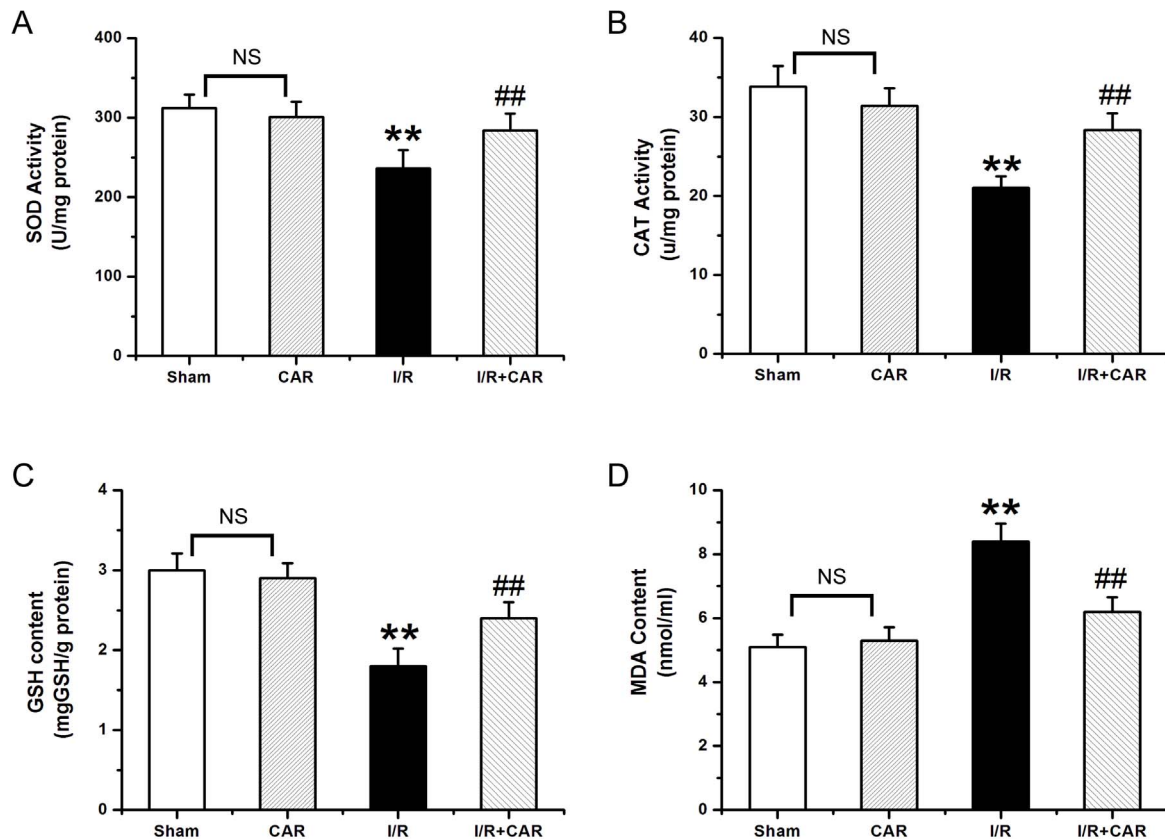 A
SOD Activity
(U/mg protein)
400
300
200
100
0
NS
**
##
Sham CAR I/R I/R+CAR
B
CAT Activity
(u/mg protein)
40
30
20
10
0
NS
**
##
Sham CAR I/R I/R+CAR
C
GSH content
(mgGSH/g protein)
4
3
2
1
0
NS
**
##
Sham CAR I/R I/R+CAR
D
MDA Content
(nmol/ml)
10
8
6
4
2
0
NS
**
##
Sham CAR I/R I/R+CAR